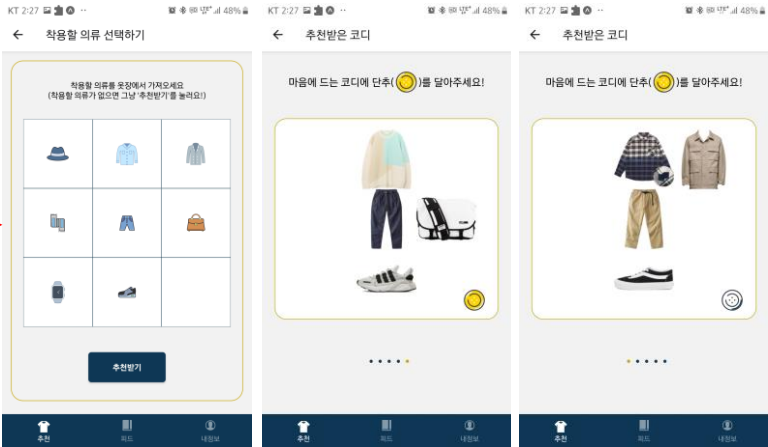 KT 2:27
48%
착용할 의류 선택하기
착용할 의류를 옷장에서 가져오세요
(착용할 의류가 없으면 그냥 '추천받기'를 눌러요!)
추천받기
추천
피드
내정보
KT 2:27
48%
추천받은 코디
마음에 드는 코디에 단추( )를 달아주세요!
추천
피드
내정보
KT 2:27
48%
추천받은 코디
마음에 드는 코디에 단추( )를 달아주세요!
추천
피드
내정보